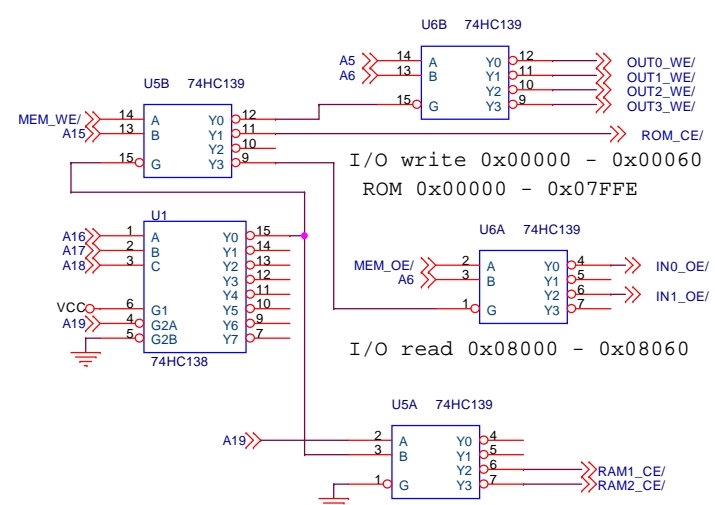 U6B 74HC139
A5 14 A Y0 12 OUT0_WE/
A6 13 B Y1 11 OUT1_WE/
Y2 10 OUT2_WE/
15 G Y3 9 OUT3_WE/
U5B 74HC139
MEM_WE/ 14 A Y0 12
A15 13 B Y1 11 ROM_CE/
Y2 10
15 G Y3 9
I/O write 0x00000 - 0x00060
ROM 0x00000 - 0x07FFE
U1
A16 1 A Y0 15
A17 2 B Y1 14
A18 3 C Y2 13
Y3 12
Y4 11
VCC 6 G1 Y5 10
A19 4 G2A Y6 9
5 G2B Y7 7
74HC138
U6A 74HC139
MEM_OE/ 2 A Y0 4 IN0_OE/
A6 3 B Y1 5
Y2 6 IN1_OE/
1 G Y3 7
I/O read 0x08000 - 0x08060
U5A 74HC139
A19 2 A Y0 4
3 B Y1 5
Y2 6 RAM1_CE/
1 G Y3 7 RAM2_CE/